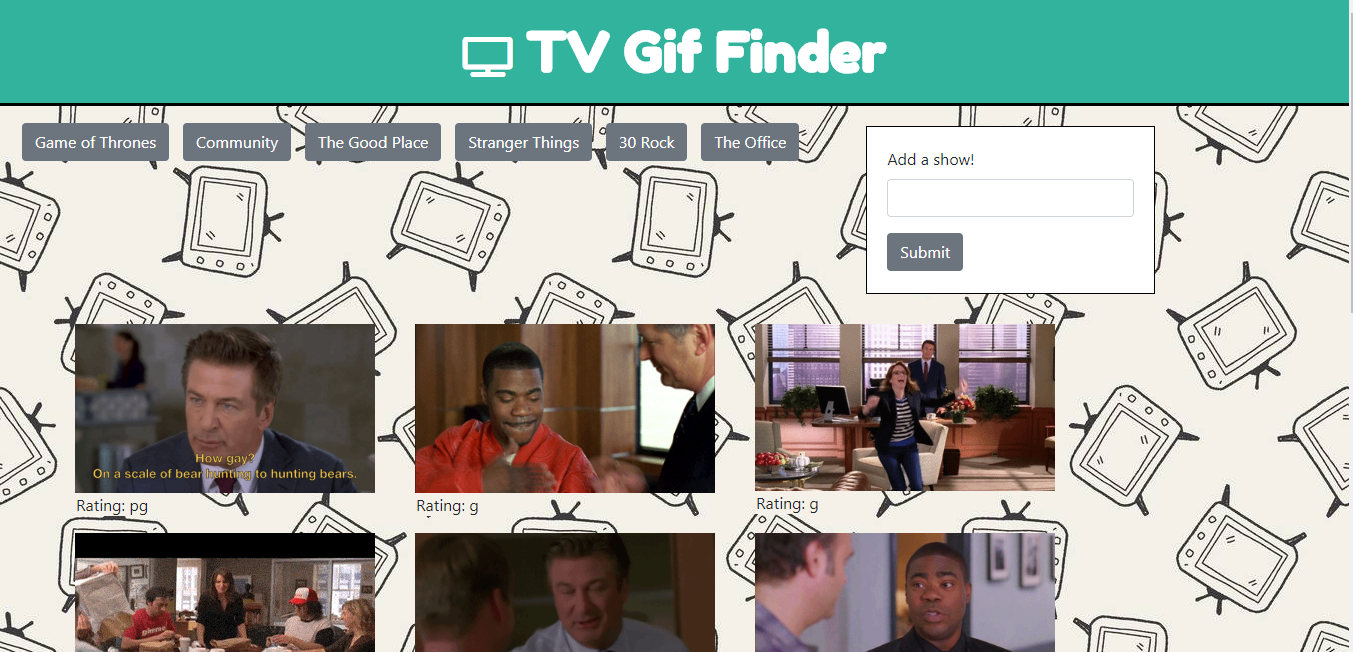 TV Gif Finder
Game of Thrones
Community
The Good Place
Stranger Things
30 Rock
The Office
Add a show!
Submit
How gay?
On a scale of bear hunting to hunting bears.
Rating: pg
Rating: g
Rating: g